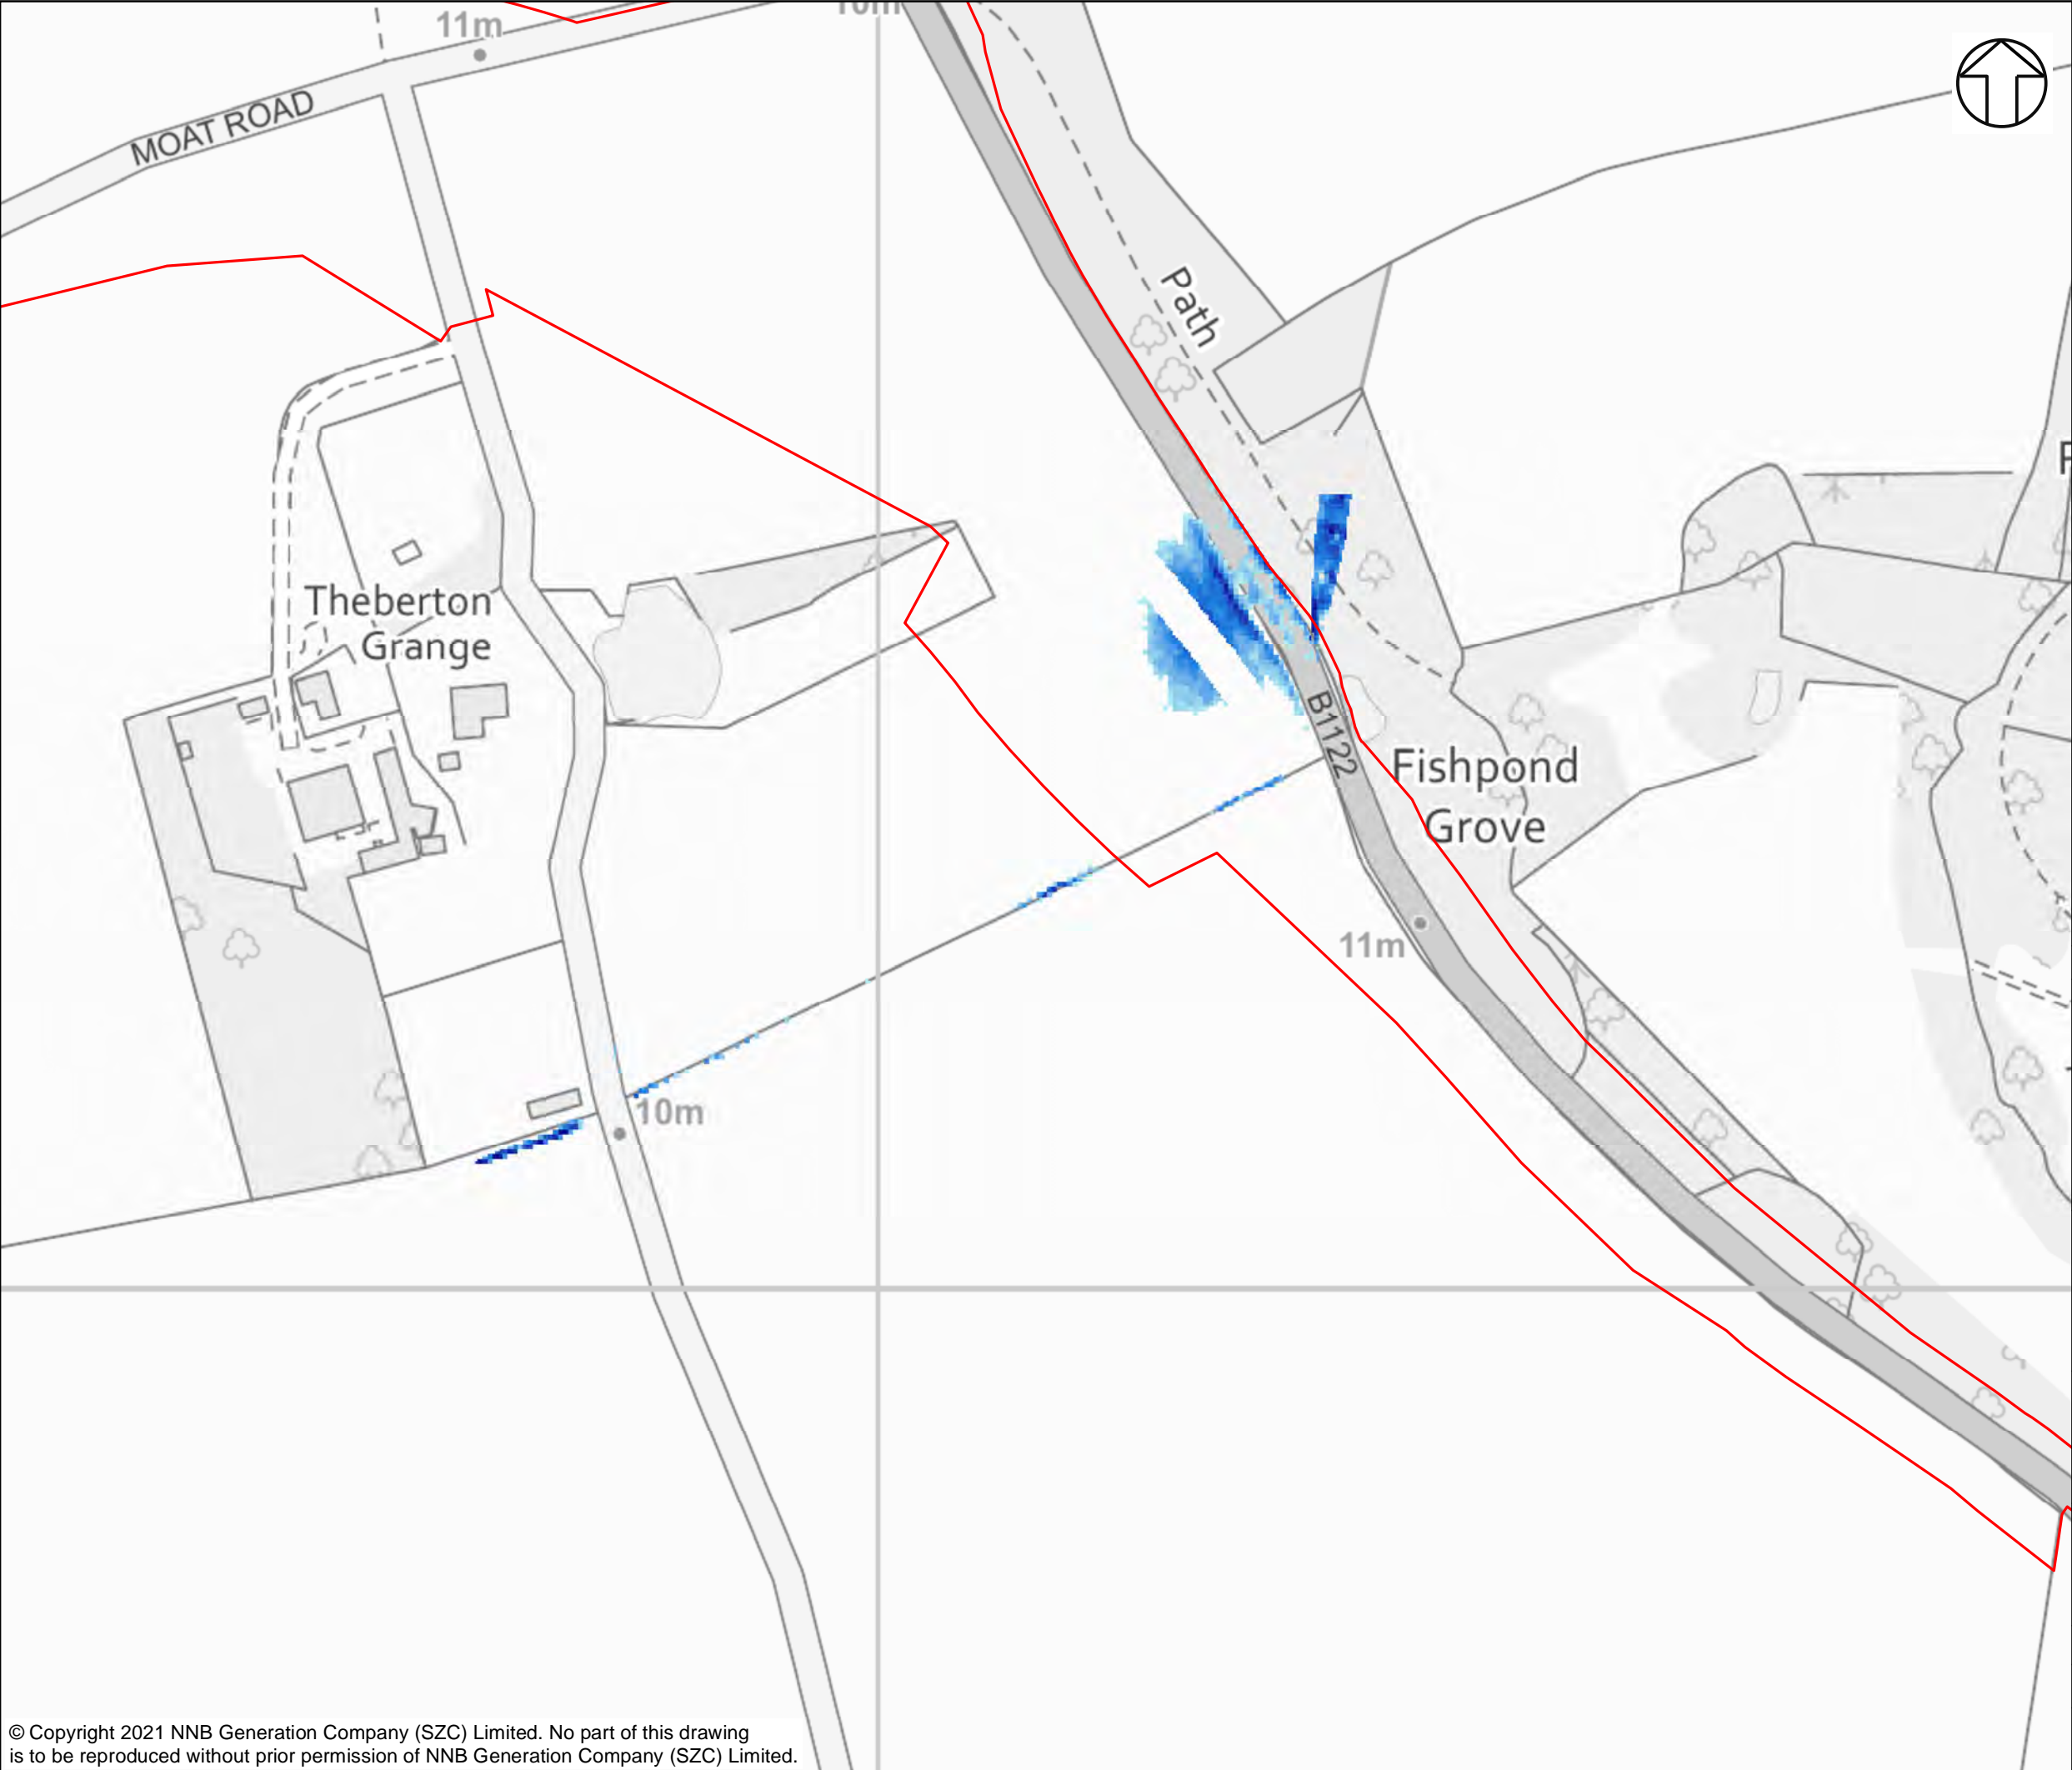 11m
10m
MOAT ROAD
Path
Theberton
Grange
B1122
Fishpond
Grove
11m
10m
© Copyright 2021 NNB Generation Company (SZC) Limited. No part of this drawing
is to be reproduced without prior permission of NNB Generation Company (SZC) Limited.